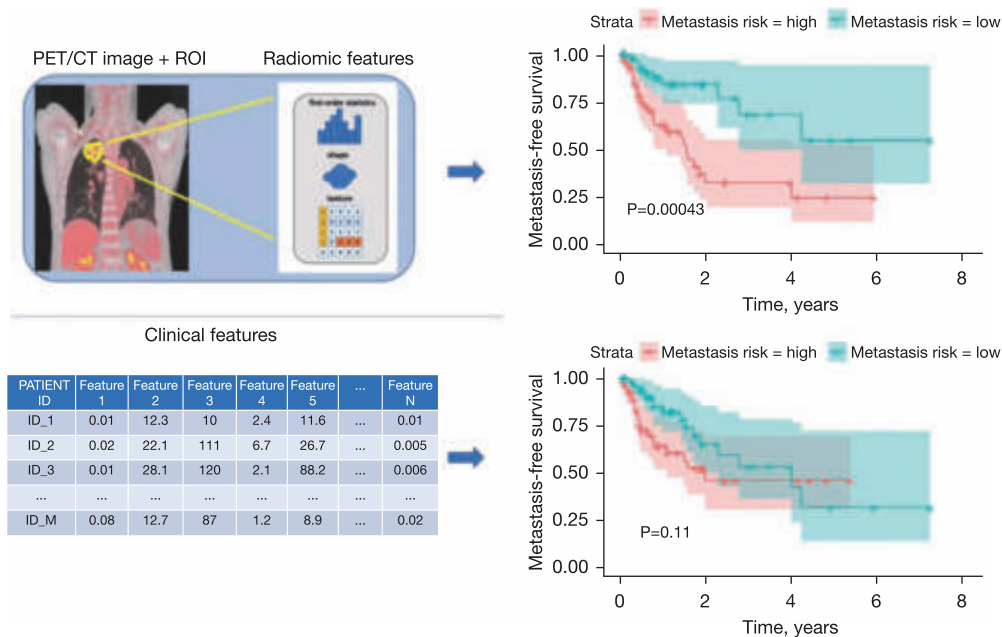 PET/CT image + ROI
Radiomic features
first-order statistics
shape
texture
Clinical features
PATIENT ID Feature 1 Feature 2 Feature 3 Feature 4 Feature 5 ... Feature N
ID_1 0.01 12.3 10 2.4 11.6 ... 0.01
ID_2 0.02 22.1 111 6.7 26.7 ... 0.005
ID_3 0.01 28.1 120 2.1 88.2 ... 0.006
... ... ... ... ... ... ... ...
ID_M 0.08 12.7 87 1.2 8.9 ... 0.02
Strata Metastasis risk = high Metastasis risk = low
Metastasis-free survival
1.00
0.75
0.50
0.25
0.00
P=0.00043
0 2 4 6 8
Time, years
Strata Metastasis risk = high Metastasis risk = low
Metastasis-free survival
1.00
0.75
0.50
0.25
0.00
P=0.11
0 2 4 6 8
Time, years